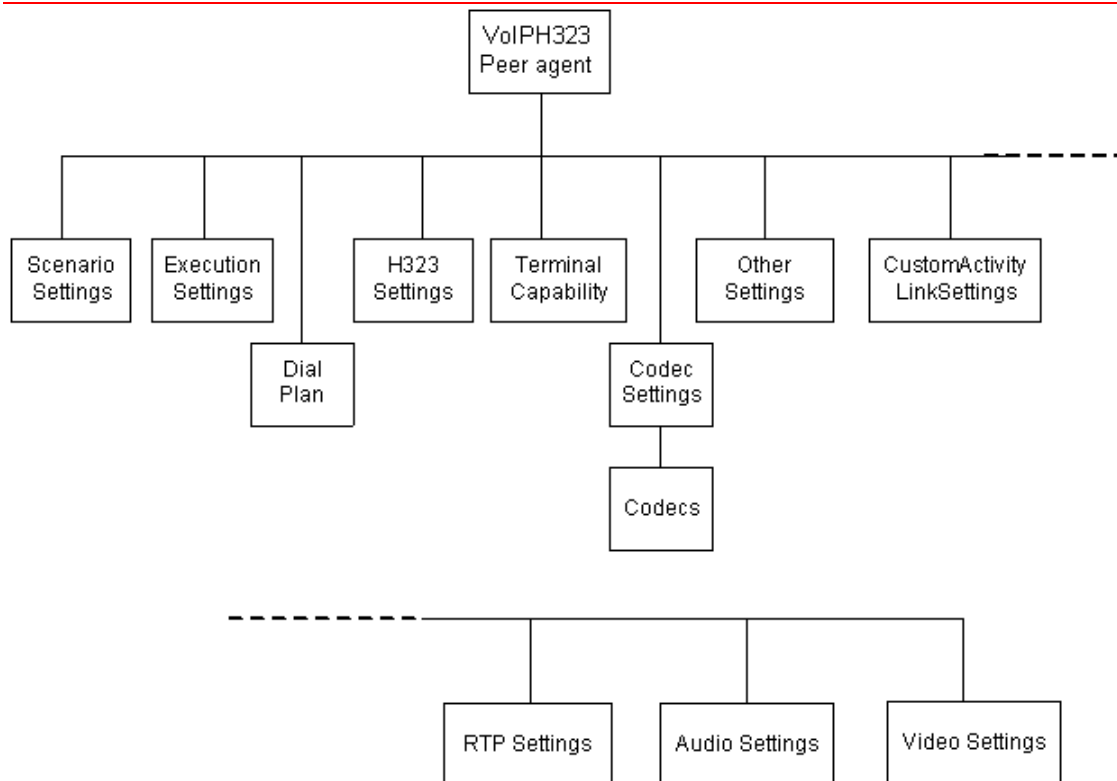 VoIPH323
Peer agent
Scenario
Settings
Execution
Settings
H323
Settings
Terminal
Capability
Other
Settings
CustomActivity
LinkSettings
Dial
Plan
Codec
Settings
Codecs
RTP Settings
Audio Settings
Video Settings